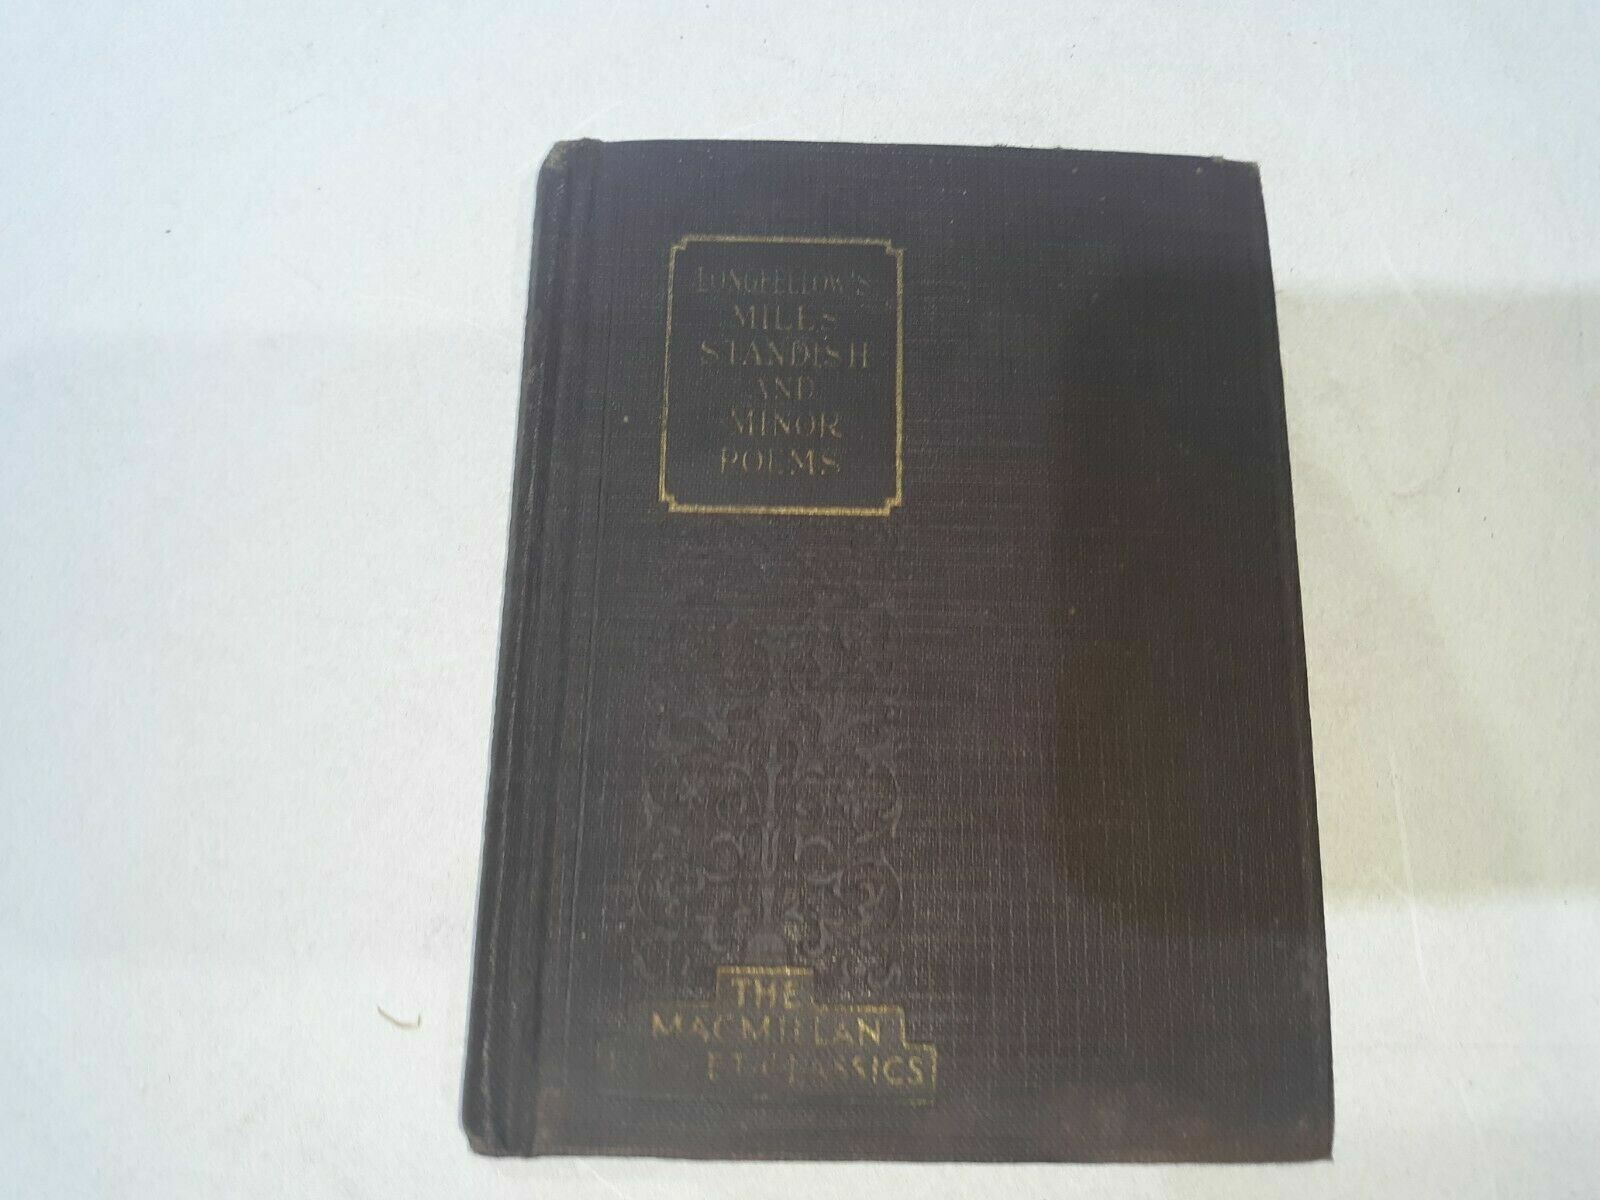 LONGFELLOW'S
MILES
STANDISH
AND
MINOR
POEMS
THE
MACMILLAN
CLASSICS